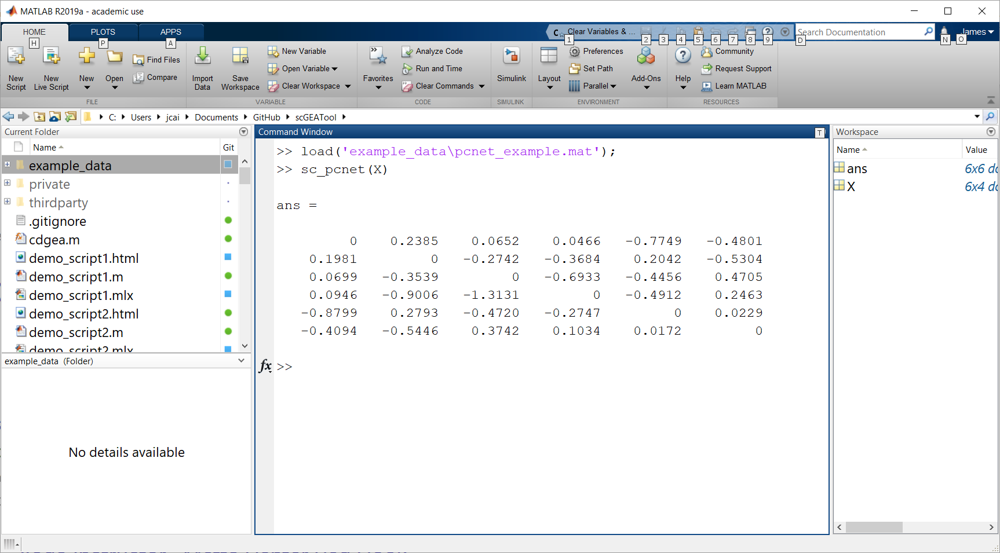 MATLAB R2019a - academic use
HOME PLOTS APPS
Clear Variables & ...
Search Documentation
James
H P A 1 2 3 4 5 6 7 8 9 D N O
New Script
New Live Script
New
Open
Find Files
Compare
FILE
Import Data
Save Workspace
New Variable
Open Variable
Clear Workspace
VARIABLE
Favorites
Analyze Code
Run and Time
Clear Commands
CODE
Simulink
SIMULINK
Layout
Preferences
Set Path
Parallel
Add-Ons
ENVIRONMENT
Help
Community
Request Support
Learn MATLAB
RESOURCES
C: Users jcai Documents GitHub scGEATool
Current Folder
Name Git
example_data
private
thirdparty
.gitignore
cdgea.m
demo_script1.html
demo_script1.m
demo_script1.mlx
demo_script2.html
demo_script2.m
demo_script2.mlx
example_data (Folder)
No details available
Command Window T
>> load('example_data\pcnet_example.mat');
>> sc_pcnet(X)
ans =
0 0.2385 0.0652 0.0466 -0.7749 -0.4801
0.1981 0 -0.2742 -0.3684 0.2042 -0.5304
0.0699 -0.3539 0 -0.6933 -0.4456 0.4705
0.0946 -0.9006 -1.3131 0 -0.4912 0.2463
-0.8799 0.2793 -0.4720 -0.2747 0 0.0229
-0.4094 -0.5446 0.3742 0.1034 0.0172 0
fx >>
Workspace
Name Value
ans 6x6
X 6x4